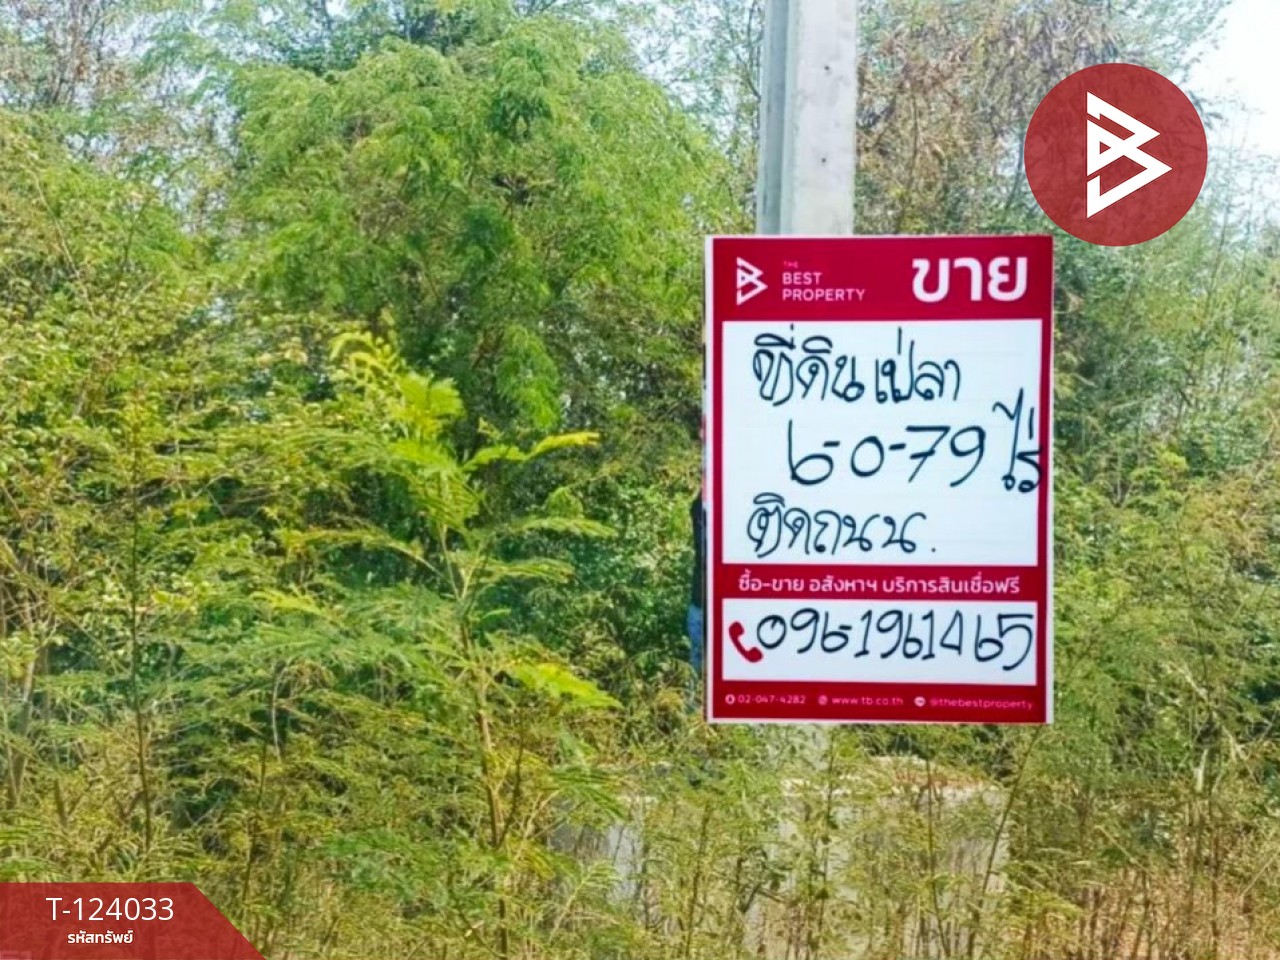 THE
BEST
PROPERTY
ขาย
ที่ดินเปล่า
6-0-79 ไร่
ติดถนน.
ซื้อ-ขาย อสังหาฯ บริการสินเชื่อฟรี
096-1961465
02-047-4282 www.tb.co.th @thebestproperty
T-124033
รหัสทรัพย์